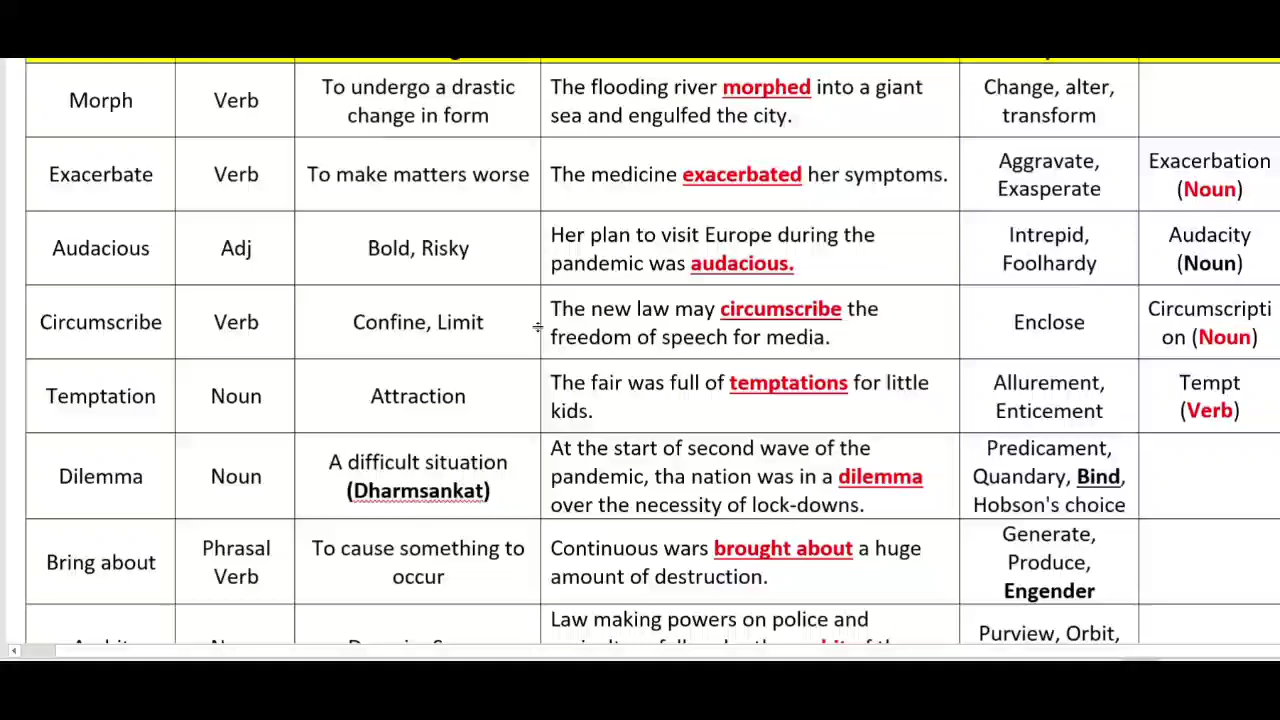 Morph
Verb
To undergo a drastic
change in form
The flooding river morphed into a giant
sea and engulfed the city.
Change, alter,
transform
Exacerbate
Verb
To make matters worse
The medicine exacerbated her symptoms.
Aggravate,
Exasperate
Exacerbation
(Noun)
Audacious
Adj
Bold, Risky
Her plan to visit Europe during the
pandemic was audacious.
Intrepid,
Foolhardy
Audacity
(Noun)
Circumscribe
Verb
Confine, Limit
The new law may circumscribe the
freedom of speech for media.
Enclose
Circumscripti
on (Noun)
Temptation
Noun
Attraction
The fair was full of temptations for little
kids.
Allurement,
Enticement
Tempt
(Verb)
Dilemma
Noun
A difficult situation
(Dharmsankat)
At the start of second wave of the
pandemic, tha nation was in a dilemma
over the necessity of lock-downs.
Predicament,
Quandary, Bind,
Hobson's choice
Bring about
Phrasal
Verb
To cause something to
occur
Continuous wars brought about a huge
amount of destruction.
Generate,
Produce,
Engender
Law making powers on police and
Purview, Orbit,